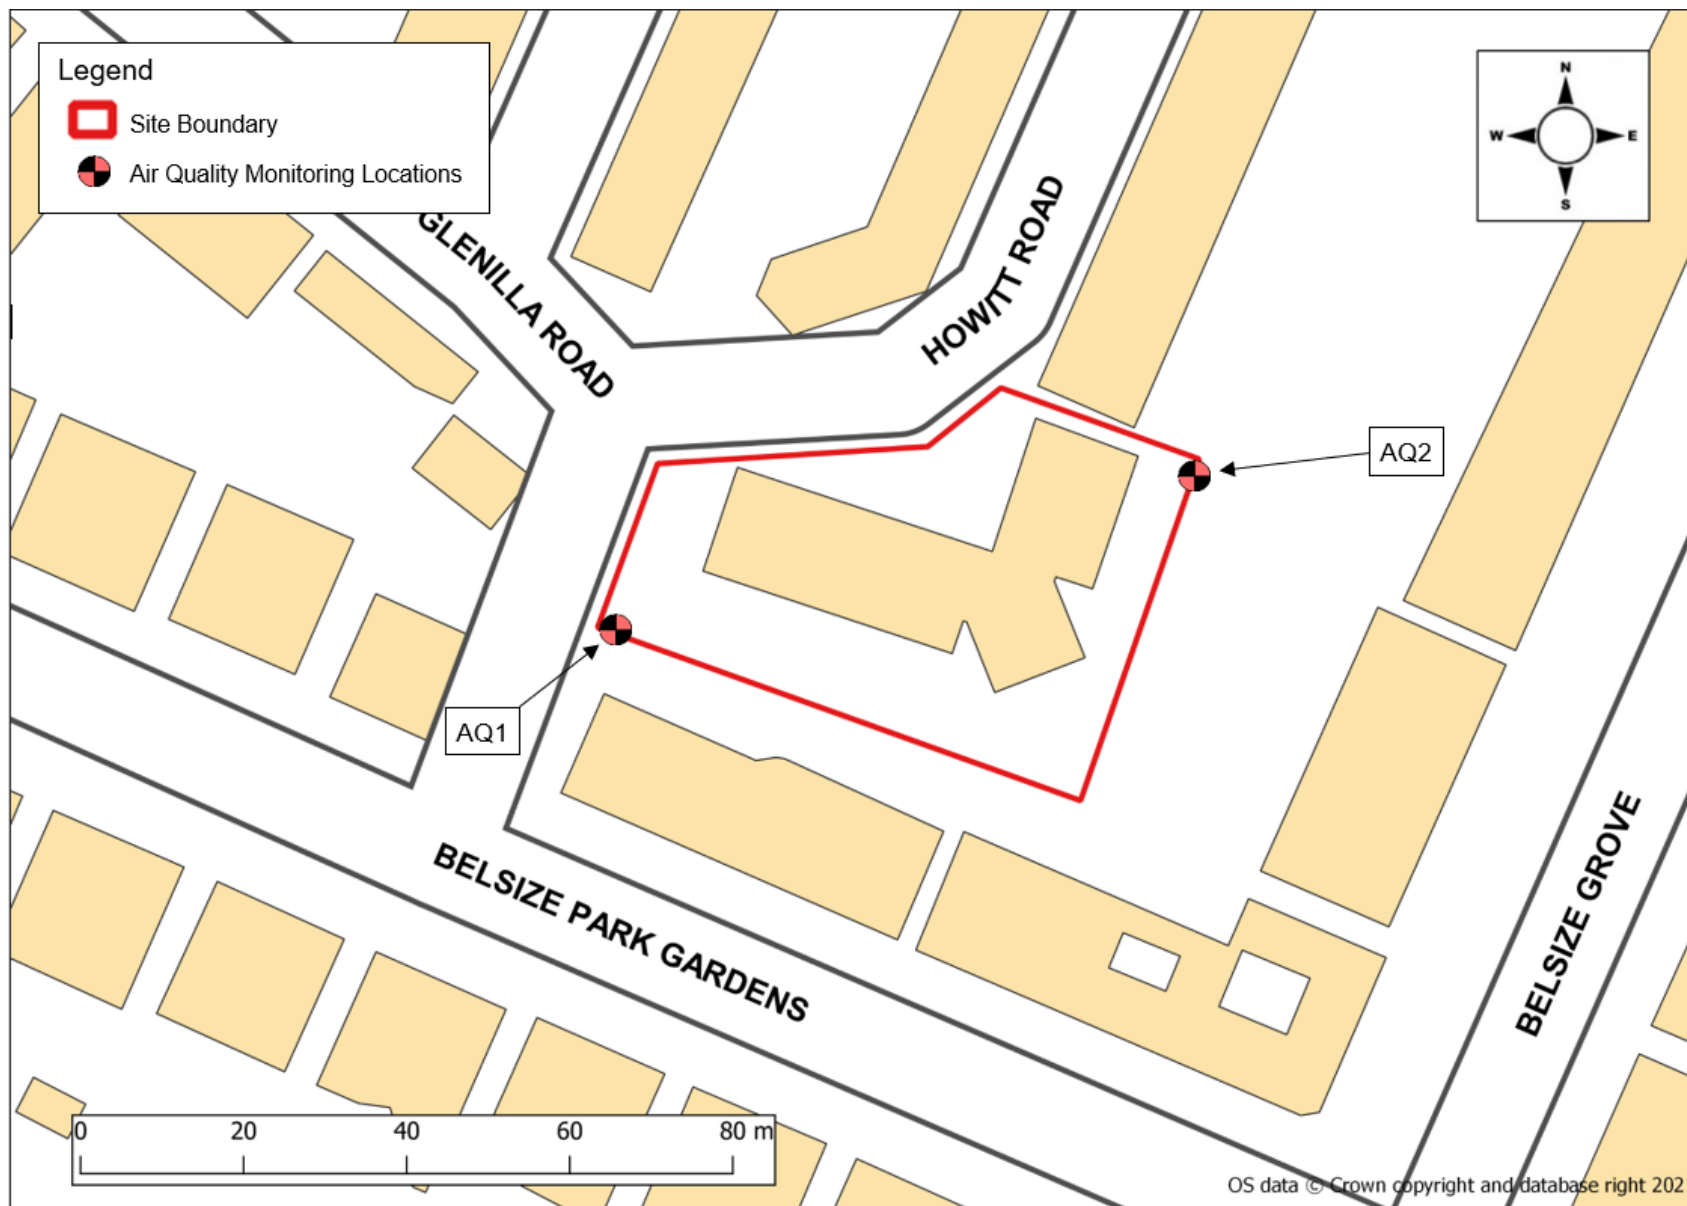 Legend
Site Boundary
Air Quality Monitoring Locations
N
W E
S
GLENILLA ROAD
HOWITT ROAD
AQ2
AQ1
BELSIZE PARK GARDENS
BELSIZE GROVE
0 20 40 60 80 m
OS data © Crown copyright and database right 202